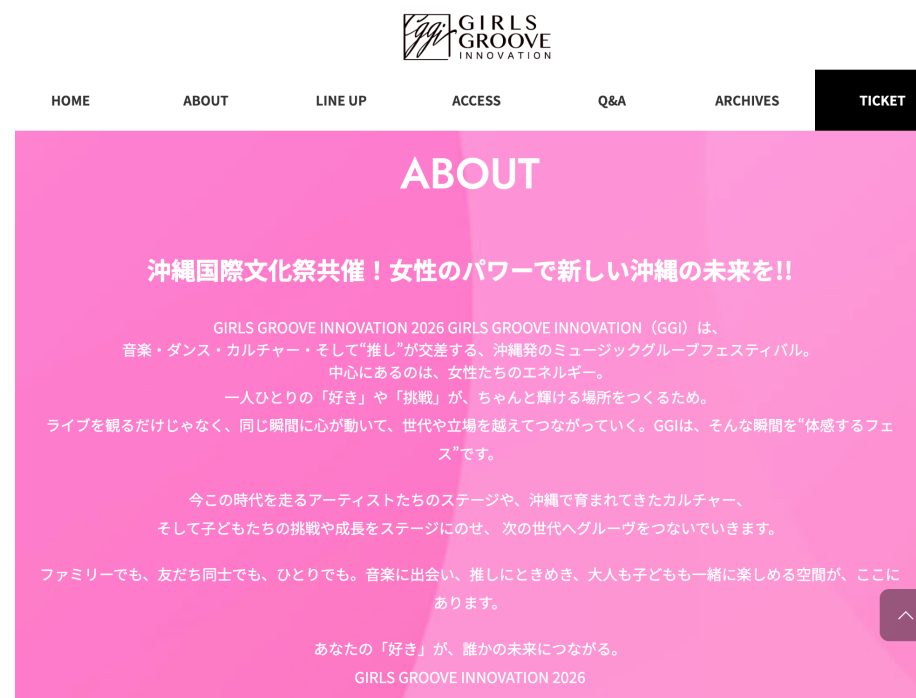 ggi GIRLS
GROOVE
INNOVATION
HOME ABOUT LINE UP ACCESS Q&A ARCHIVES TICKET
ABOUT
沖縄国際文化祭共催！女性のパワーで新しい沖縄の未来を!!
GIRLS GROOVE INNOVATION 2026 GIRLS GROOVE INNOVATION（GGI）は、
音楽・ダンス・カルチャー・そして“推し”が交差する、沖縄発のミュージックグルーブフェスティバル。
中心にあるのは、女性たちのエネルギー。
一人ひとりの「好き」や「挑戦」が、ちゃんと輝ける場所をつくるため。
ライブを観るだけじゃなく、同じ瞬間に心が動いて、世代や立場を越えてつながっていく。GGIは、そんな瞬間を“体感するフェ
ス”です。
今この時代を走るアーティストたちのステージや、沖縄で育まれてきたカルチャー、
そして子どもたちの挑戦や成長をステージにのせ、 次の世代へグルーヴをつないでいきます。
ファミリーでも、友だち同士でも、ひとりでも。音楽に出会い、推しにときめき、大人も子どもも一緒に楽しめる空間が、ここに
あります。
あなたの「好き」が、誰かの未来につながる。
GIRLS GROOVE INNOVATION 2026